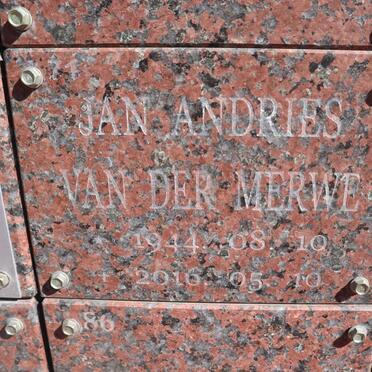 JAN ANDRIES
VAN DER MERWE
1944 . 08 . 10
2016 . 05 . 10
86